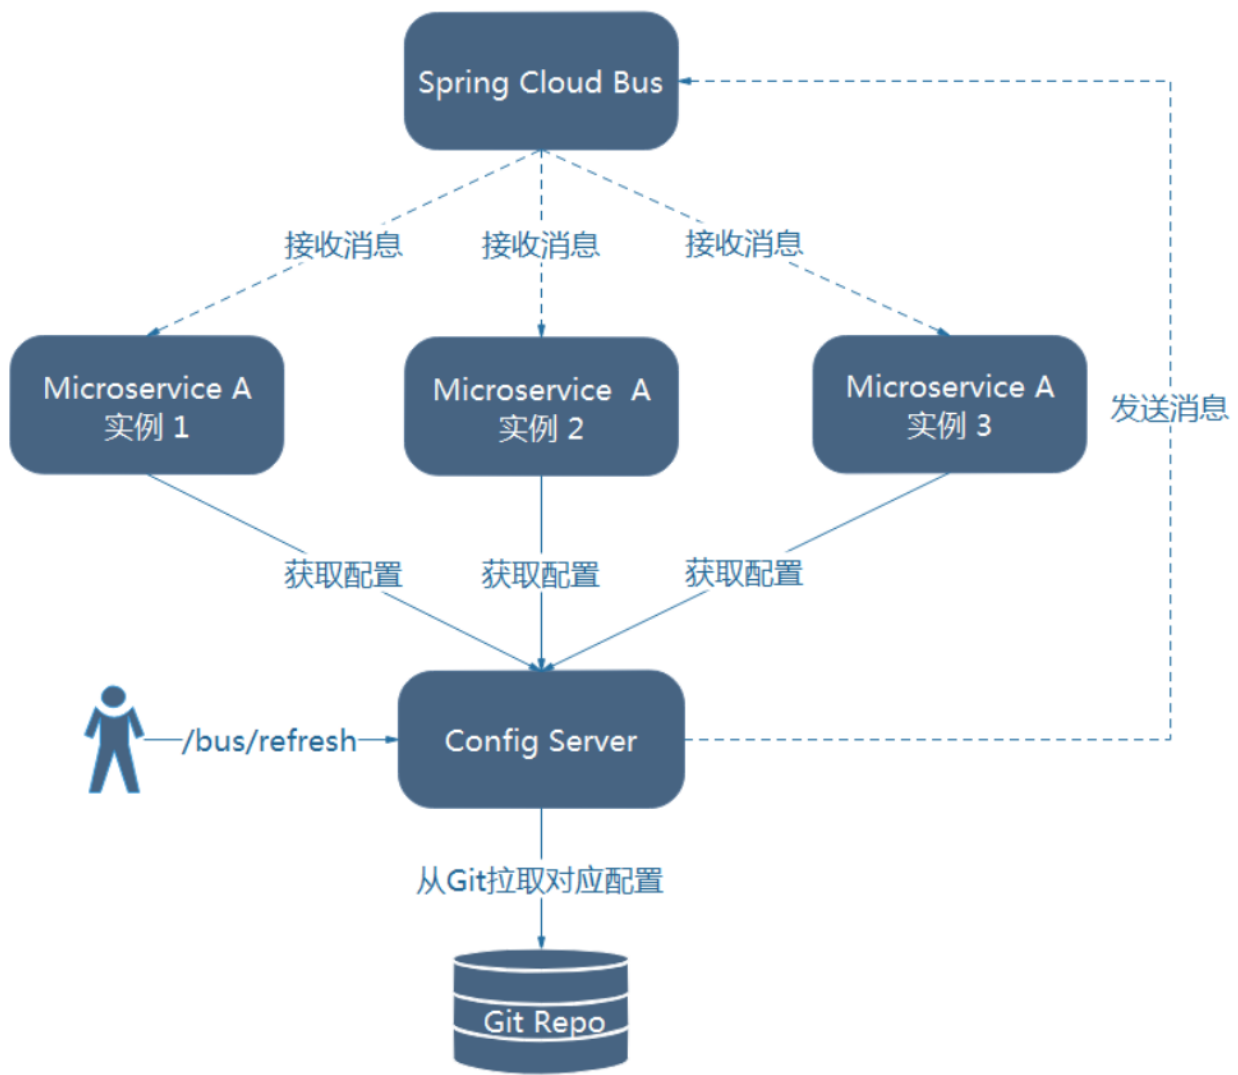 Spring Cloud Bus
接收消息
接收消息
接收消息
Microservice A
实例 1
Microservice A
实例 2
Microservice A
实例 3
发送消息
获取配置
获取配置
获取配置
/bus/refresh
Config Server
从Git拉取对应配置
Git Repo